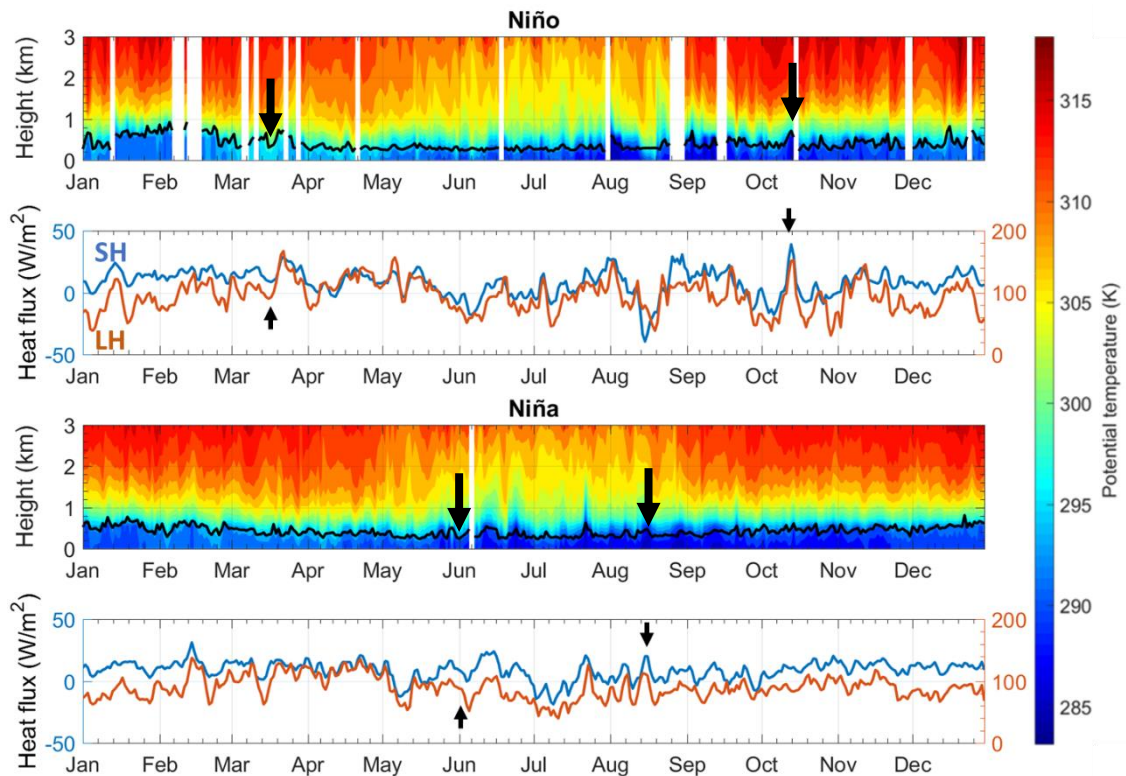 Niño
Height (km)
3
2
1
0
Jan Feb Mar Apr May Jun Jul Aug Sep Oct Nov Dec
Heat flux (W/m²)
50
0
-50
SH
LH
200
100
0
Jan Feb Mar Apr May Jun Jul Aug Sep Oct Nov Dec
Niña
Height (km)
3
2
1
0
Jan Feb Mar Apr May Jun Jul Aug Sep Oct Nov Dec
Heat flux (W/m²)
50
0
-50
200
100
0
Jan Feb Mar Apr May Jun Jul Aug Sep Oct Nov Dec
315
310
305
300
295
290
285
Potential temperature (K)